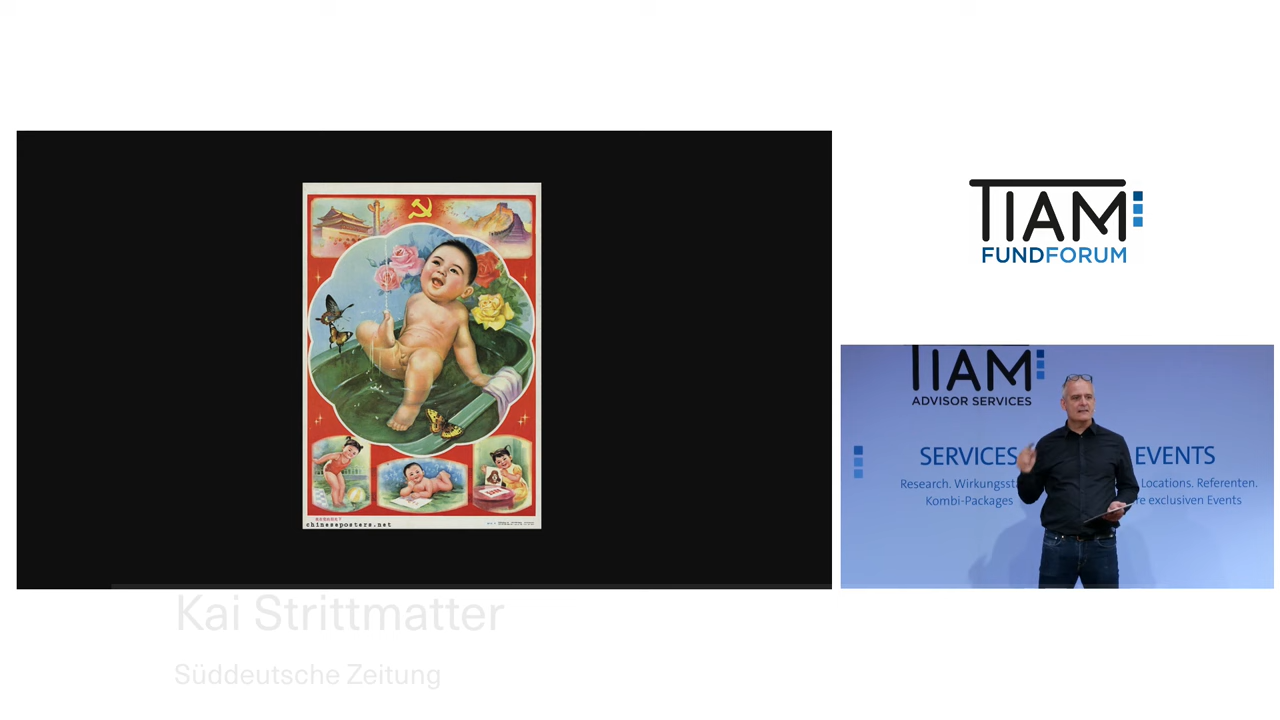 TIAM
FUNDFORUM
TIAM
ADVISOR SERVICES
SERVICES
EVENTS
Research.
Locations. Referenten.
Kombi-Packages
exclusiven Events
chineseposters.net
Kai Strittmatter
Süddeutsche Zeitung